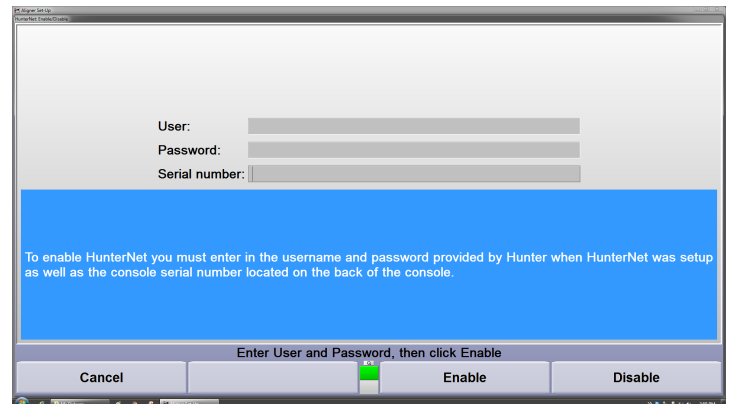 Aligner Set-Up
HunterNet Enable/Disable
User:
Password:
Serial number:
To enable HunterNet you must enter in the username and password provided by Hunter when HunterNet was setup
as well as the console serial number located on the back of the console.
Enter User and Password, then click Enable
Cancel
Enable
Disable